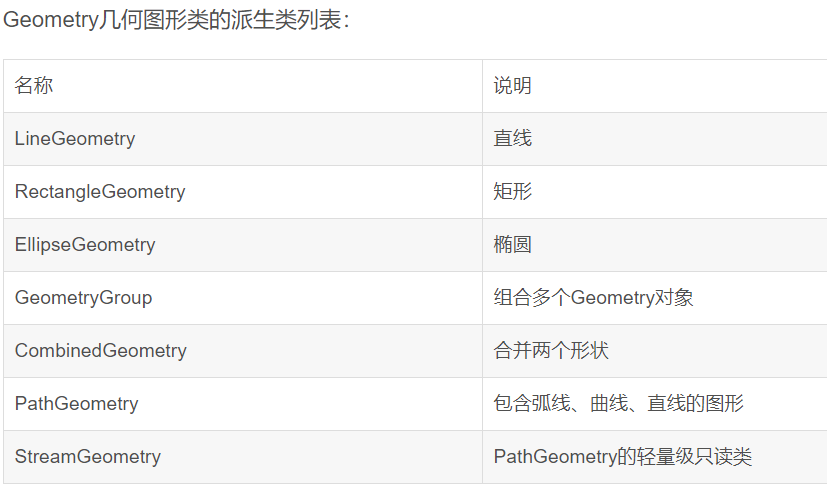 Geometry几何图形类的派生类列表：
名称 说明
LineGeometry 直线
RectangleGeometry 矩形
EllipseGeometry 椭圆
GeometryGroup 组合多个Geometry对象
CombinedGeometry 合并两个形状
PathGeometry 包含弧线、曲线、直线的图形
StreamGeometry PathGeometry的轻量级只读类